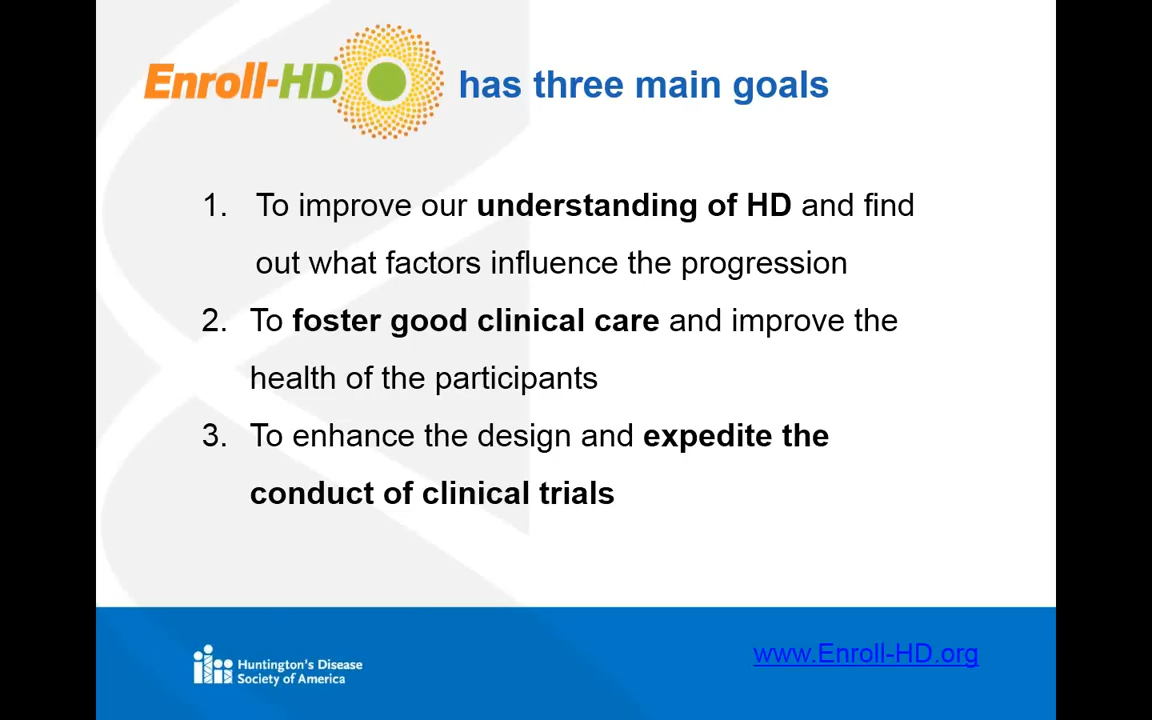 Enroll-HD has three main goals
1. To improve our understanding of HD and find
out what factors influence the progression
2. To foster good clinical care and improve the
health of the participants
3. To enhance the design and expedite the
conduct of clinical trials
Huntington's Disease
Society of America
www.Enroll-HD.org